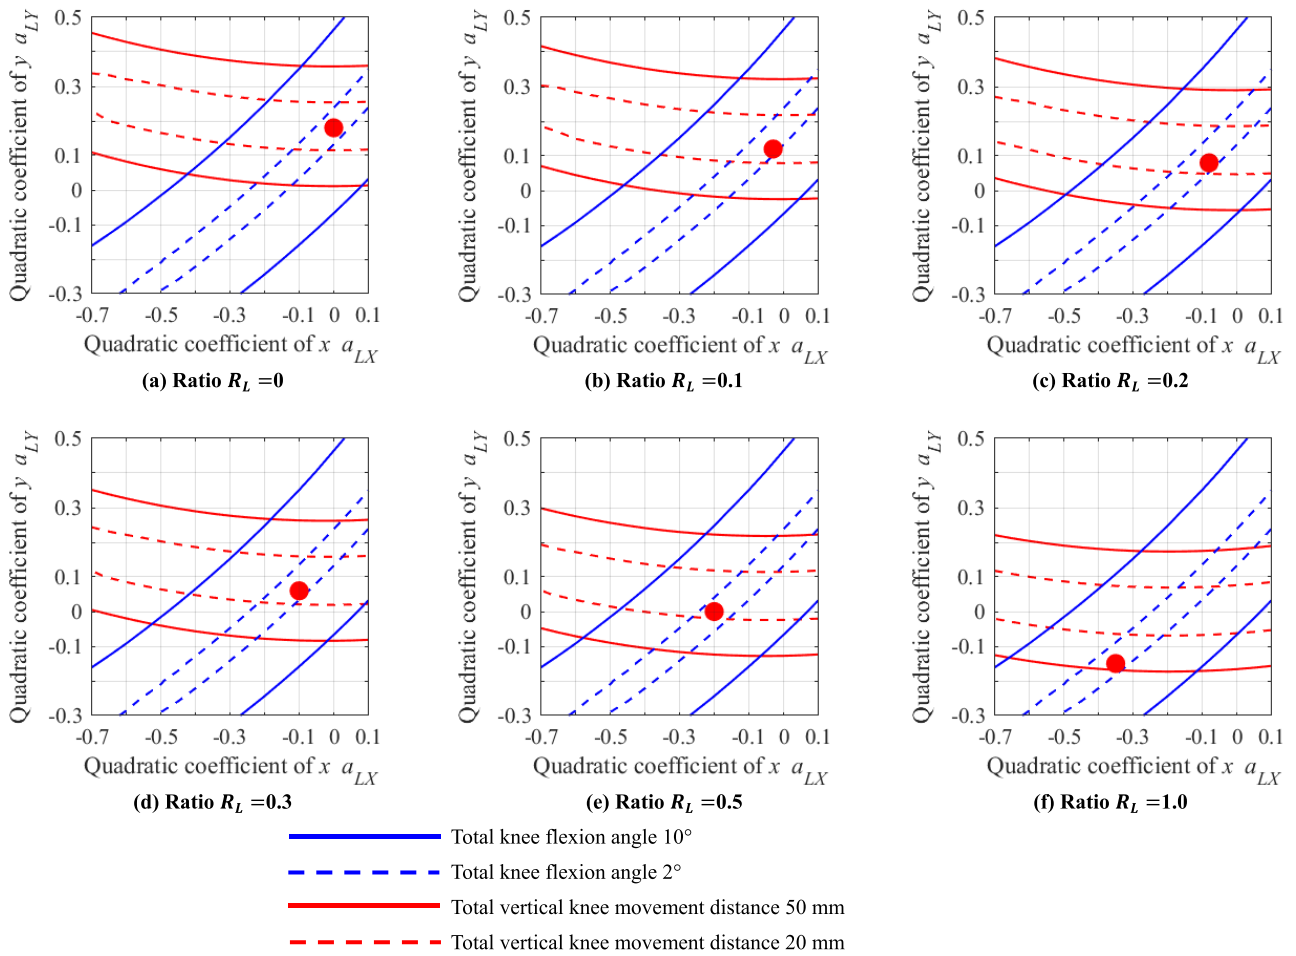 0.5
0.3
0.1
0
-0.1
-0.3
-0.7 -0.5 -0.3 -0.1 0 0.1
Quadratic coefficient of y a_LY
Quadratic coefficient of x a_LX
(a) Ratio R_L =0
0.5
0.3
0.1
0
-0.1
-0.3
-0.7 -0.5 -0.3 -0.1 0 0.1
Quadratic coefficient of y a_LY
Quadratic coefficient of x a_LX
(b) Ratio R_L =0.1
0.5
0.3
0.1
0
-0.1
-0.3
-0.7 -0.5 -0.3 -0.1 0 0.1
Quadratic coefficient of y a_LY
Quadratic coefficient of x a_LX
(c) Ratio R_L =0.2
0.5
0.3
0.1
0
-0.1
-0.3
-0.7 -0.5 -0.3 -0.1 0 0.1
Quadratic coefficient of y a_LY
Quadratic coefficient of x a_LX
(d) Ratio R_L =0.3
0.5
0.3
0.1
0
-0.1
-0.3
-0.7 -0.5 -0.3 -0.1 0 0.1
Quadratic coefficient of y a_LY
Quadratic coefficient of x a_LX
(e) Ratio R_L =0.5
0.5
0.3
0.1
0
-0.1
-0.3
-0.7 -0.5 -0.3 -0.1 0 0.1
Quadratic coefficient of y a_LY
Quadratic coefficient of x a_LX
(f) Ratio R_L =1.0
Total knee flexion angle 10°
Total knee flexion angle 2°
Total vertical knee movement distance 50 mm
Total vertical knee movement distance 20 mm